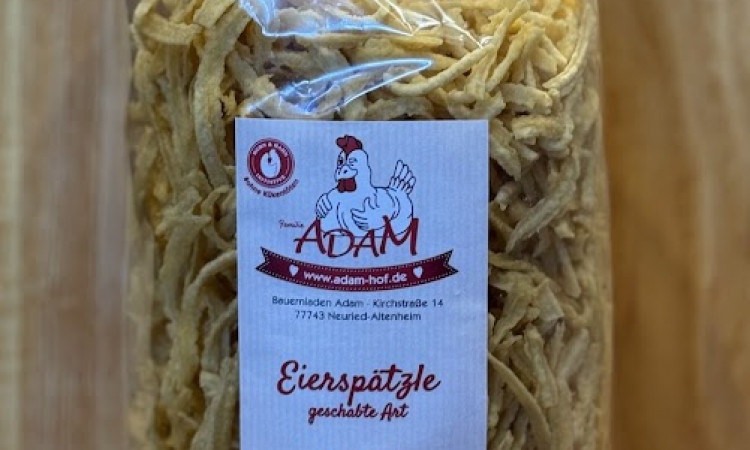 Familie
ADAM
www.adam-hof.de
Bauernladen Adam - Kirchstraße 14
77743 Neuried-Altenheim
Eierspätzle
geschabte Art